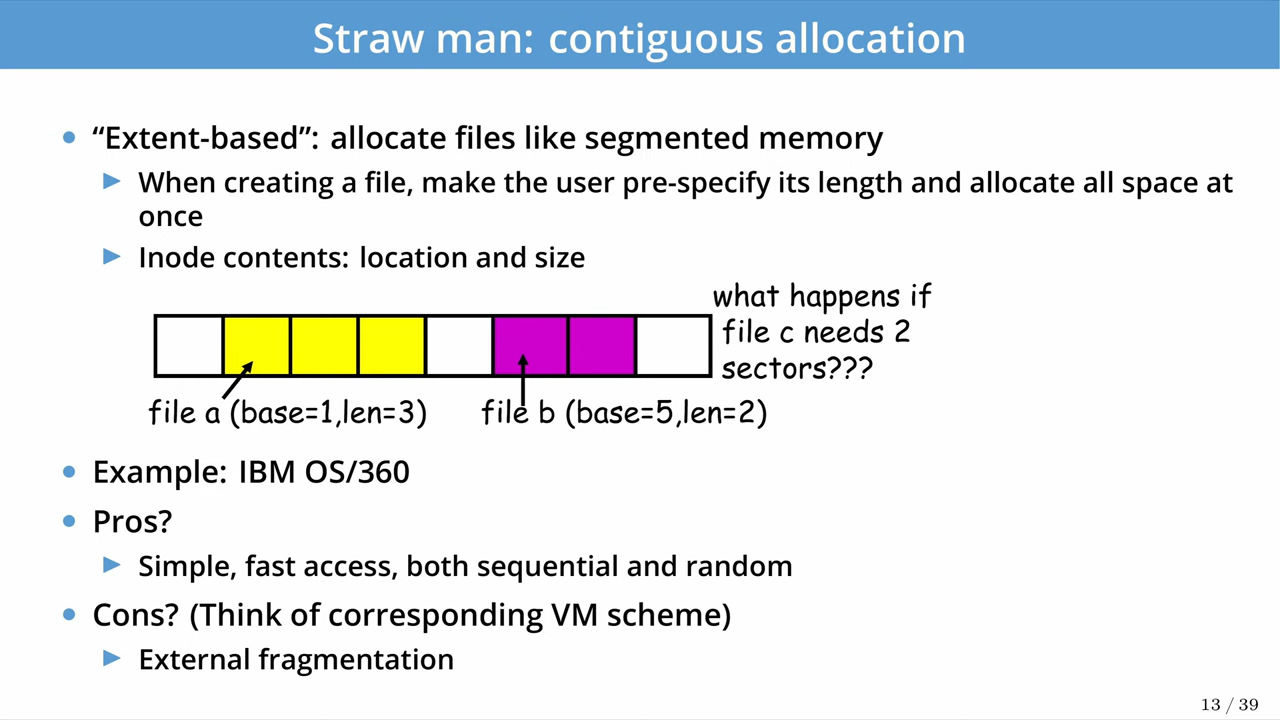 Straw man: contiguous allocation
• “Extent-based”: allocate files like segmented memory
▶ When creating a file, make the user pre-specify its length and allocate all space at
once
▶ Inode contents: location and size
what happens if
file c needs 2
sectors???
file a (base=1,len=3)
file b (base=5,len=2)
• Example: IBM OS/360
• Pros?
▶ Simple, fast access, both sequential and random
• Cons? (Think of corresponding VM scheme)
▶ External fragmentation
13 / 39